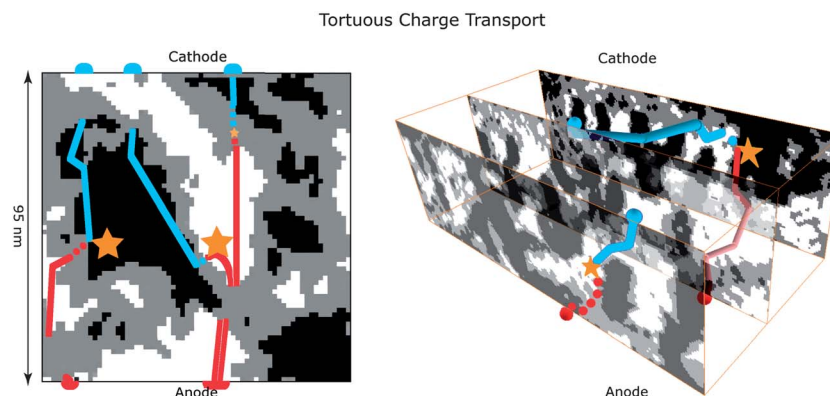 Tortuous Charge Transport
Cathode
Cathode
95 nm
Anode
Anode